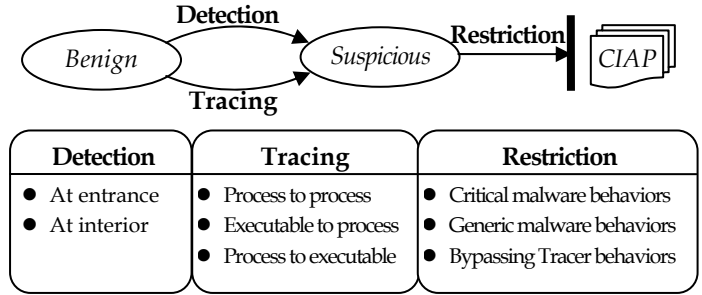 Detection
Benign
Suspicious
Restriction
CIAP
Tracing
Detection
At entrance
At interior
Tracing
Process to process
Executable to process
Process to executable
Restriction
Critical malware behaviors
Generic malware behaviors
Bypassing Tracer behaviors